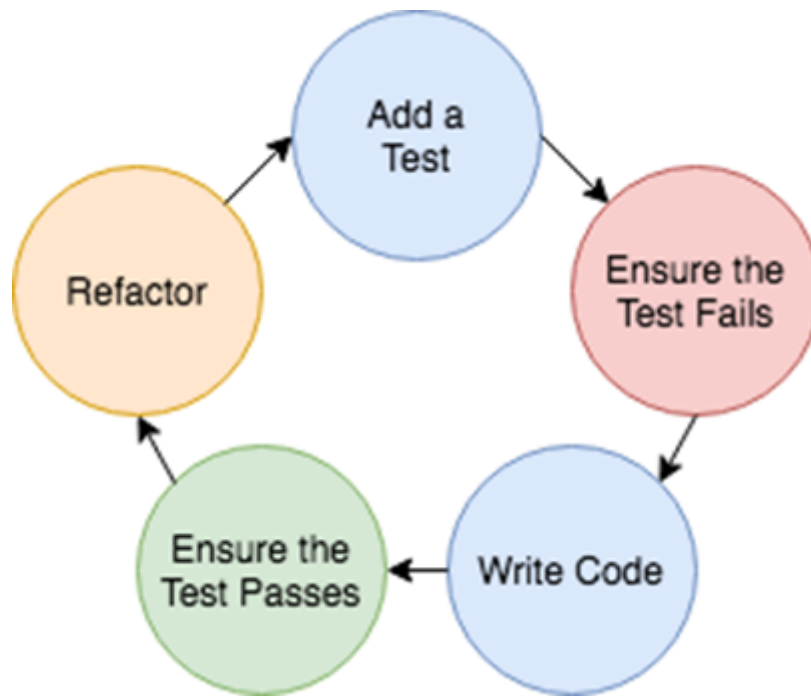 Add a
Test
Ensure the
Test Fails
Write Code
Ensure the
Test Passes
Refactor